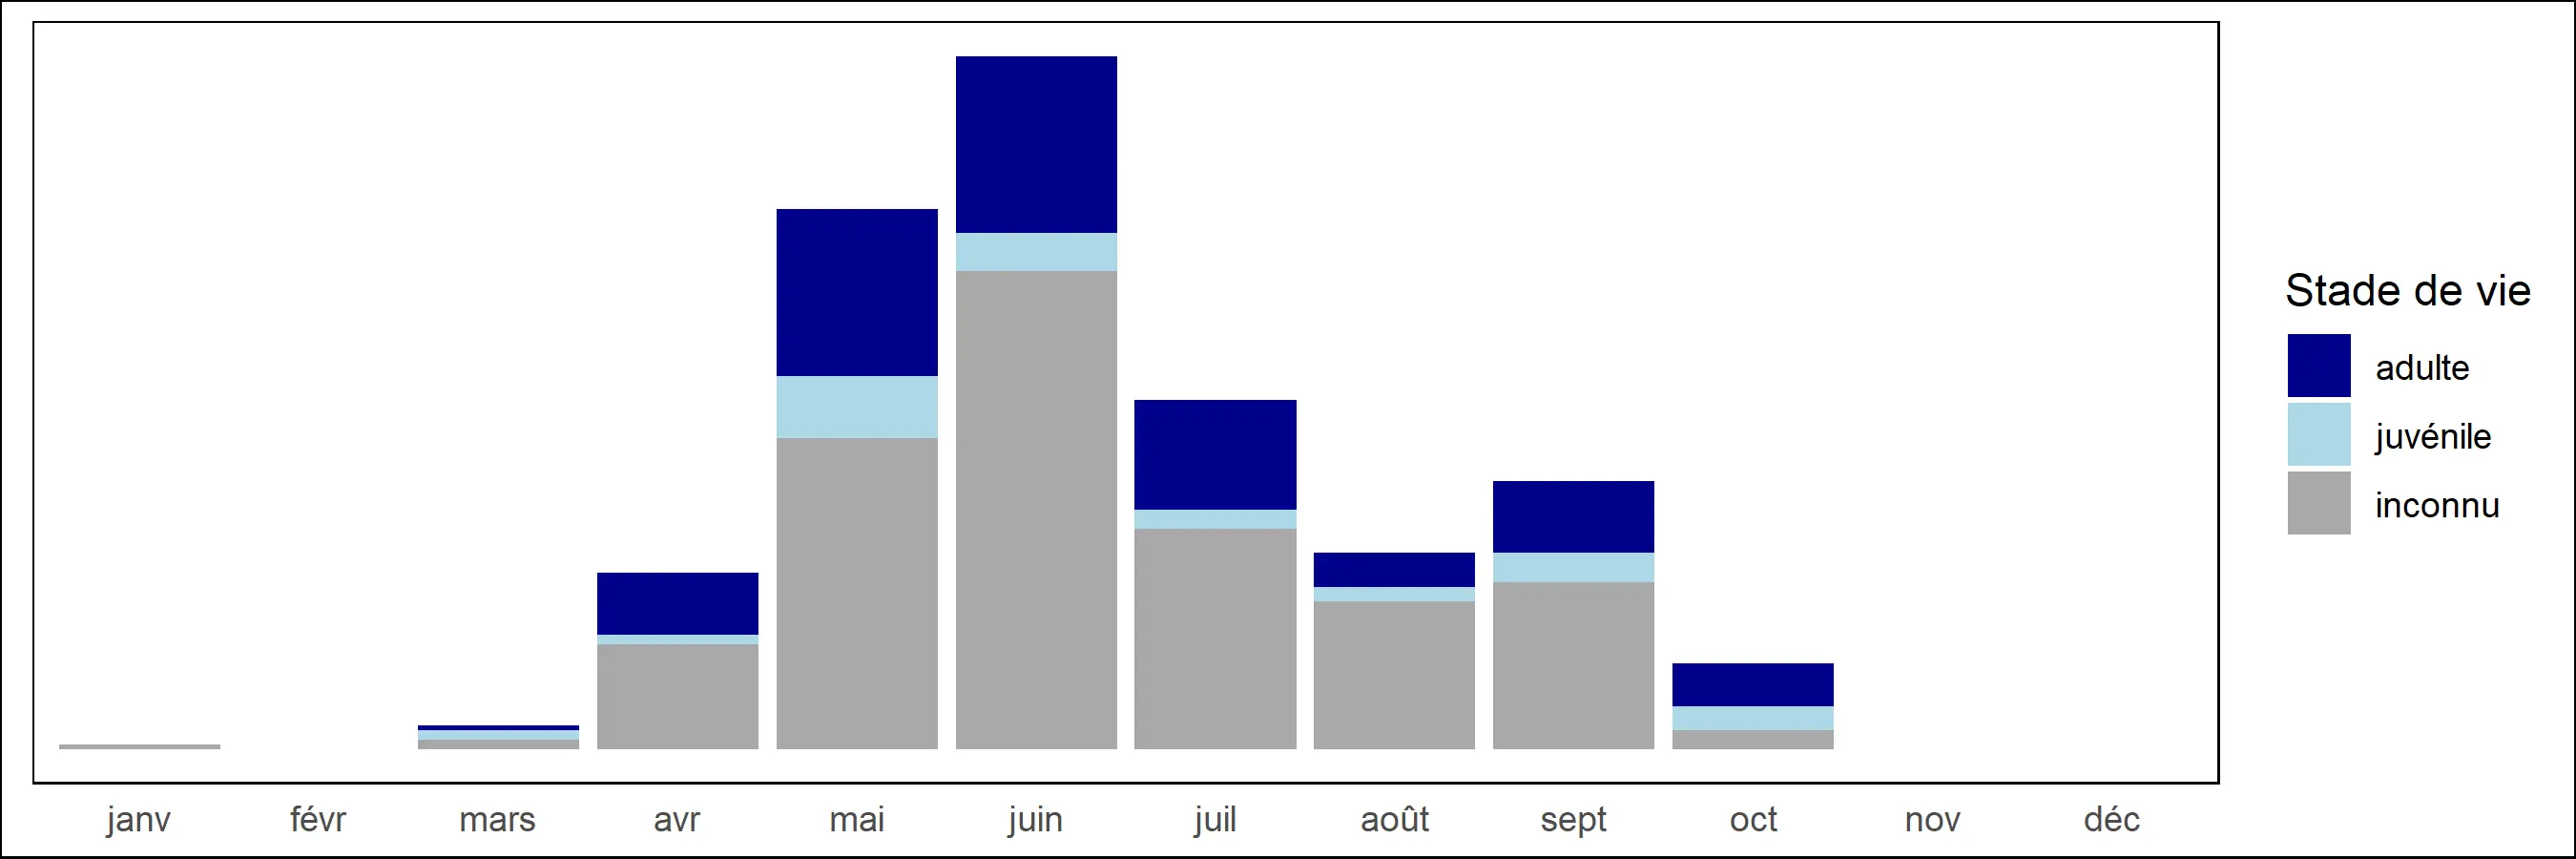 Stade de vie
adulte
juvénile
inconnu
janv févr mars avr mai juin juil août sept oct nov déc